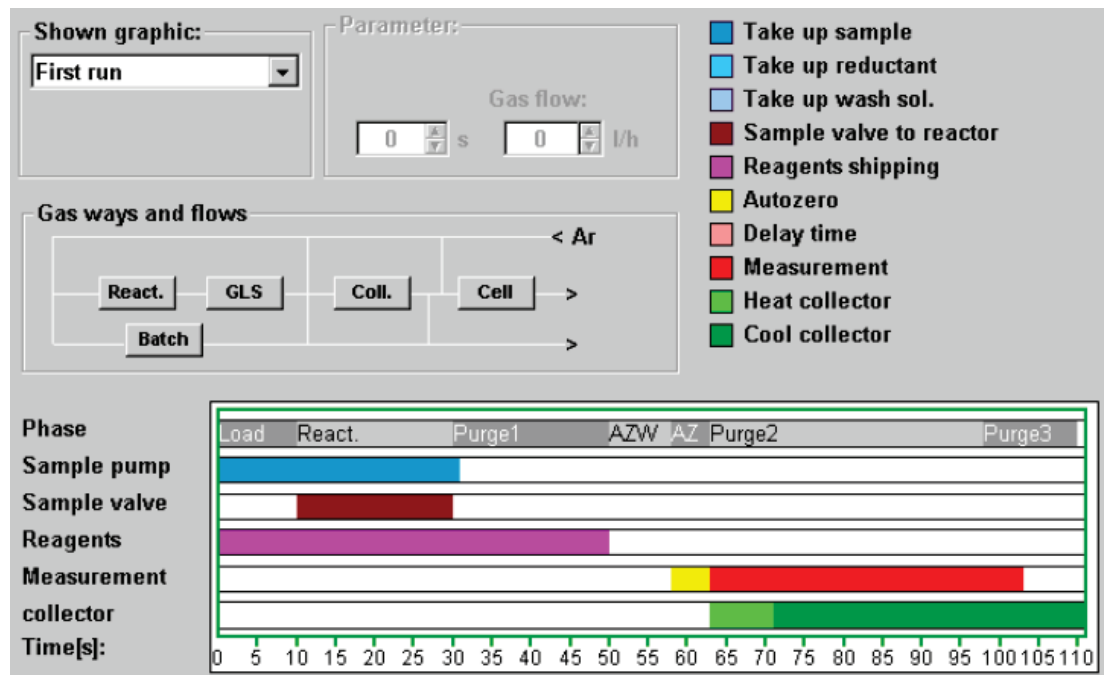 Shown graphic:
First run
Parameter:
Gas flow:
0 s 0 l/h
Take up sample
Take up reductant
Take up wash sol.
Sample valve to reactor
Reagents shipping
Autozero
Delay time
Measurement
Heat collector
Cool collector
Gas ways and flows
< Ar
React. GLS Coll. Cell >
Batch >
Phase Load React. Purge1 AZW AZ Purge2 Purge3
Sample pump
Sample valve
Reagents
Measurement
collector
Time[s]: 0 5 10 15 20 25 30 35 40 45 50 55 60 65 70 75 80 85 90 95 100 105 110